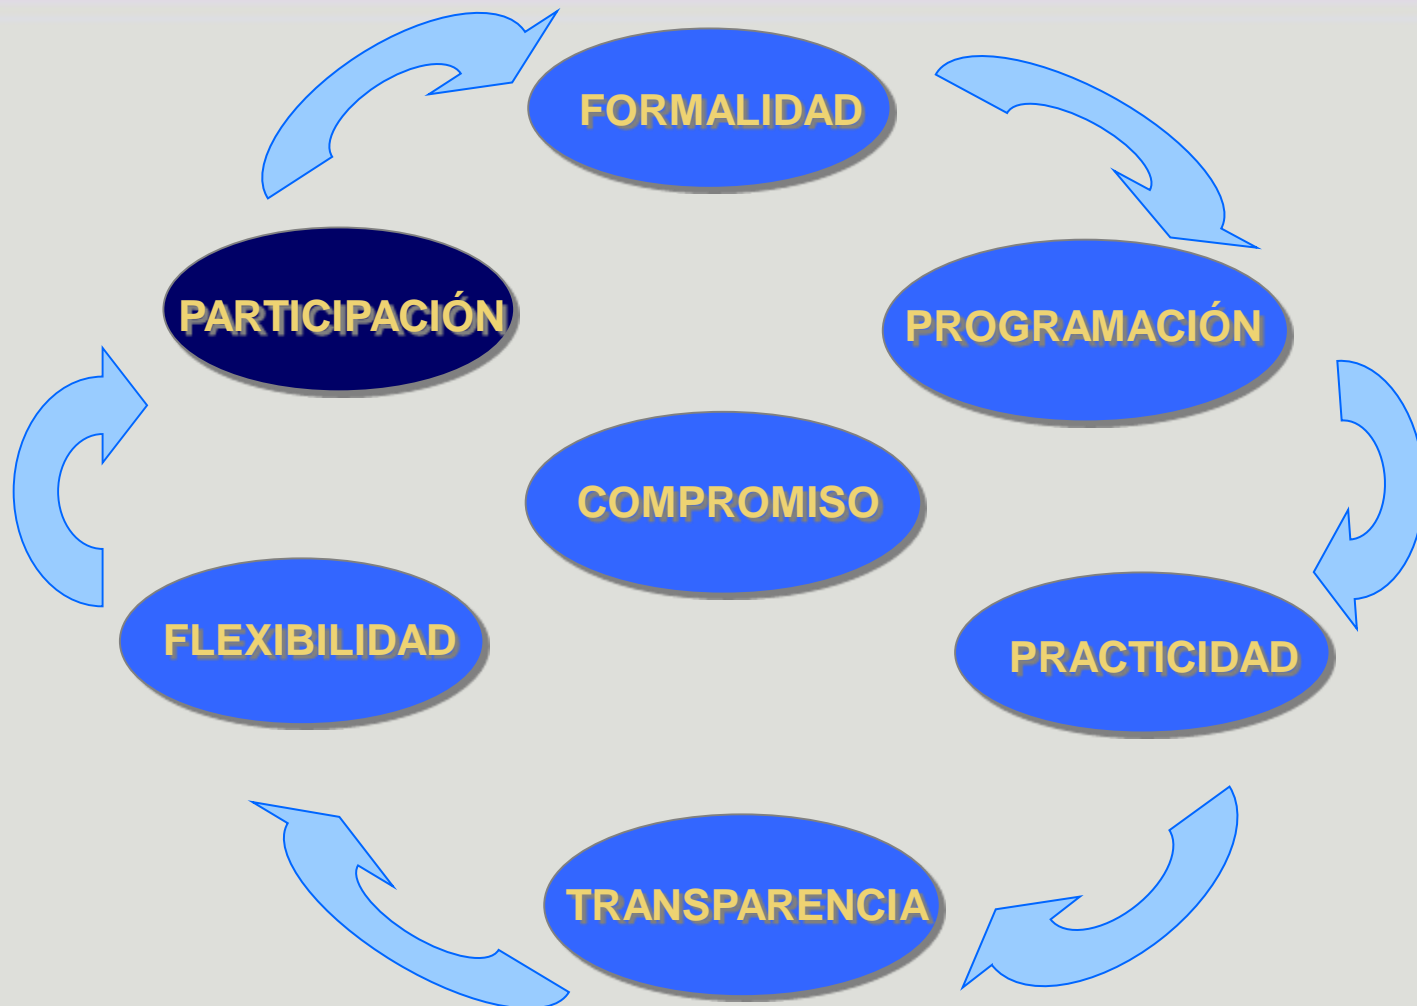 FORMALIDAD
PARTICIPACIÓN
PROGRAMACIÓN
COMPROMISO
FLEXIBILIDAD
PRACTICIDAD
TRANSPARENCIA